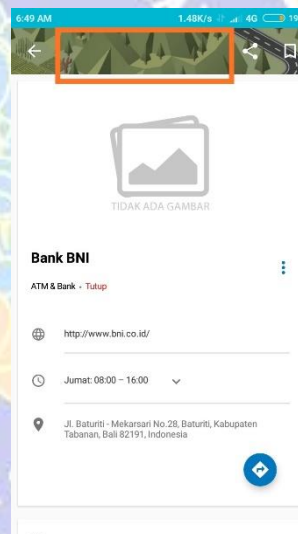 6:49 AM 1.48K/s 4G 19
TIDAK ADA GAMBAR
Bank BNI
ATM & Bank • Tutup
http://www.bni.co.id/
Jumat: 08:00 – 16:00
Jl. Baturiti - Mekarsari No.28, Baturiti, Kabupaten
Tabanan, Bali 82191, Indonesia